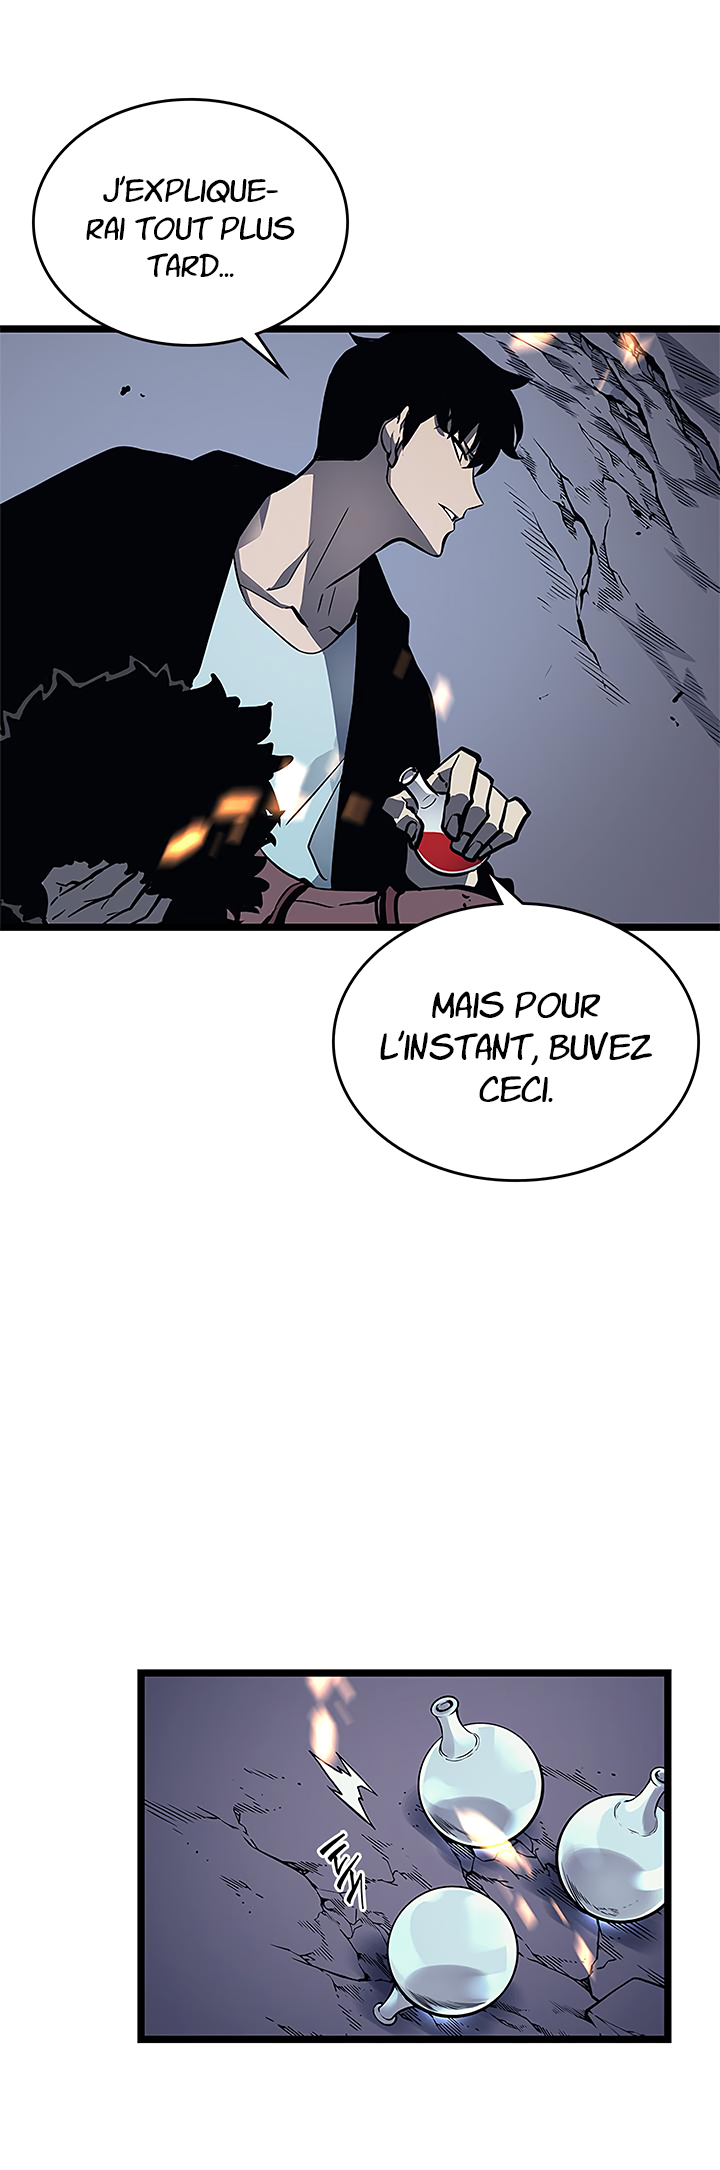 J'EXPLIQUE-
RAI TOUT PLUS
TARD...
MAIS POUR
L'INSTANT, BUVEZ
CECI.